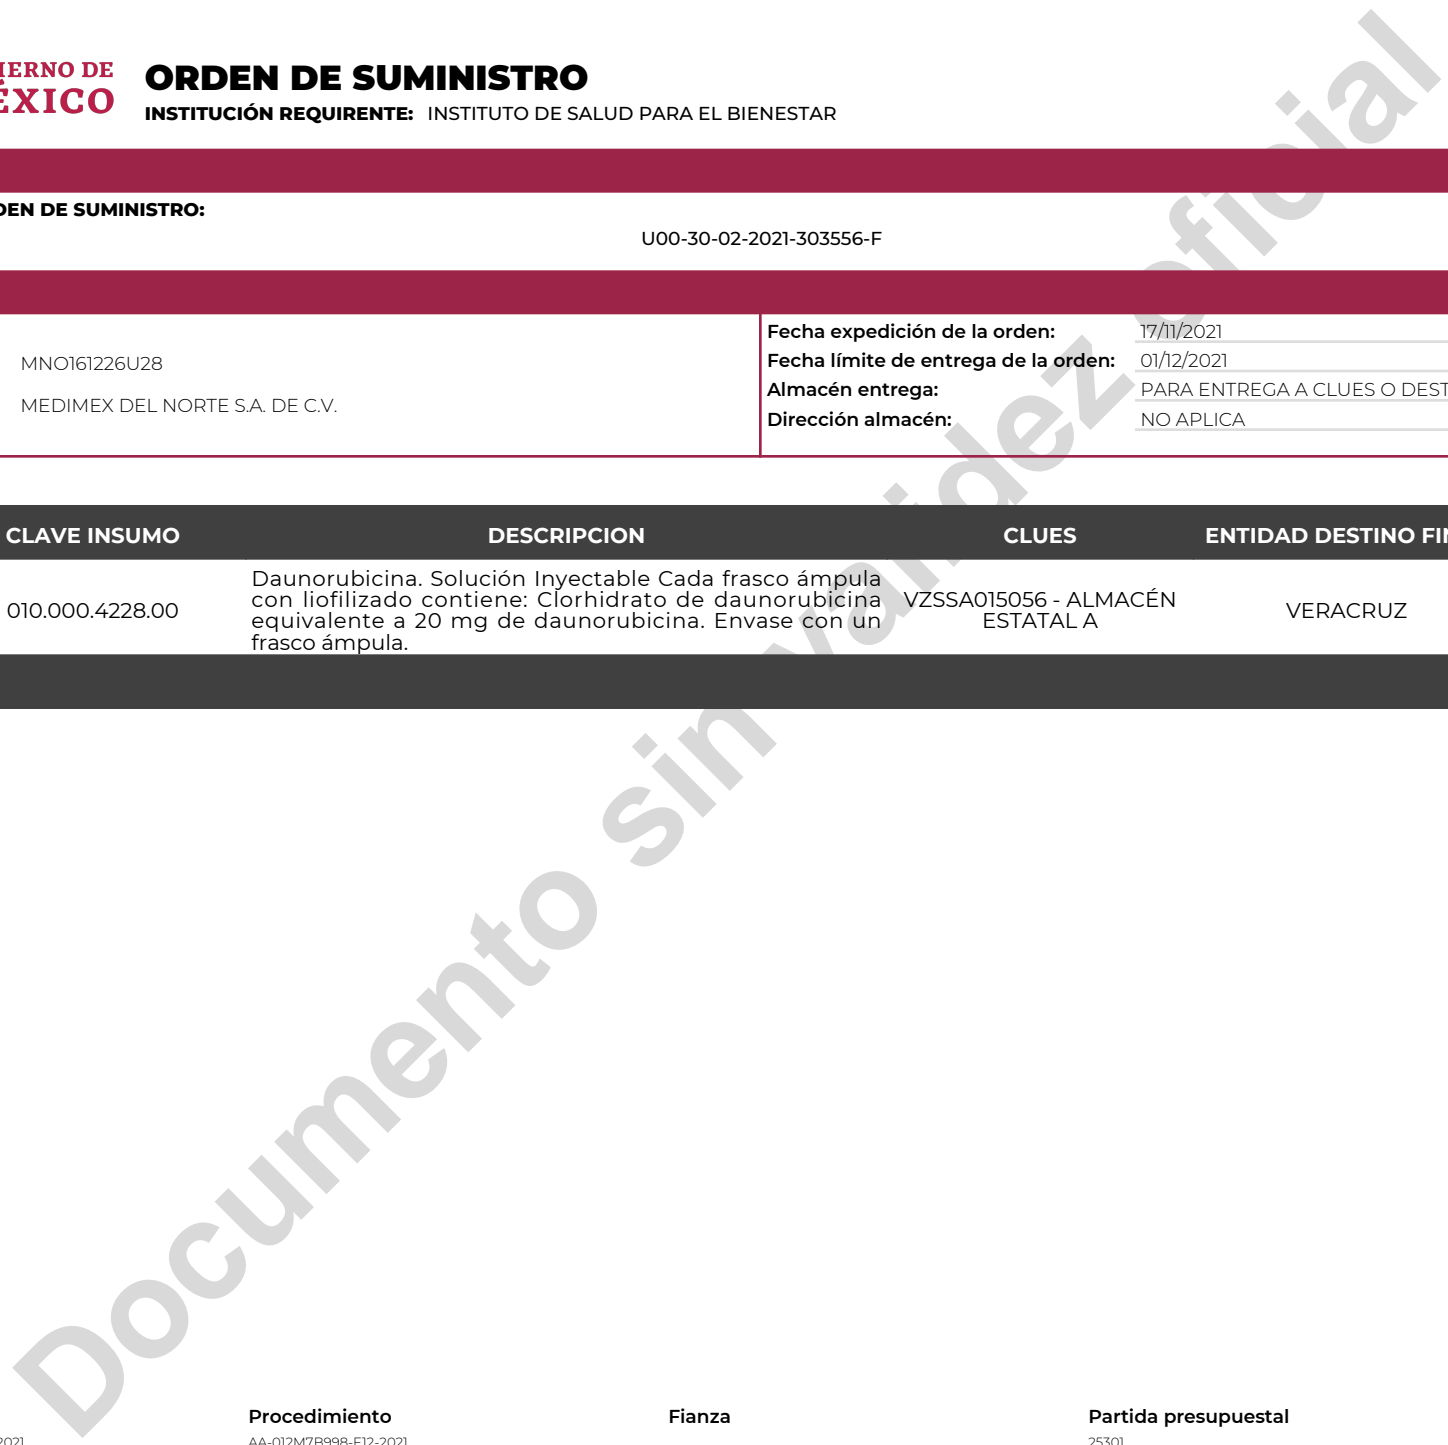 IERNO DE
ÉXICO
ORDEN DE SUMINISTRO
INSTITUCIÓN REQUIRENTE: INSTITUTO DE SALUD PARA EL BIENESTAR
DEN DE SUMINISTRO:
U00-30-02-2021-303556-F
MNO161226U28
MEDIMEX DEL NORTE S.A. DE C.V.
Fecha expedición de la orden: 17/11/2021
Fecha límite de entrega de la orden: 01/12/2021
Almacén entrega: PARA ENTREGA A CLUES O DEST
Dirección almacén: NO APLICA
CLAVE INSUMO DESCRIPCION CLUES ENTIDAD DESTINO FIN
010.000.4228.00
Daunorubicina. Solución Inyectable Cada frasco ámpula
con liofilizado contiene: Clorhidrato de daunorubicina
equivalente a 20 mg de daunorubicina. Envase con un
frasco ámpula.
VZSSA015056 - ALMACÉN
ESTATAL A
VERACRUZ
Documento sin validez oficial
Procedimiento Fianza Partida presupuestal
2021 AA-012M7B998-E12-2021 25301